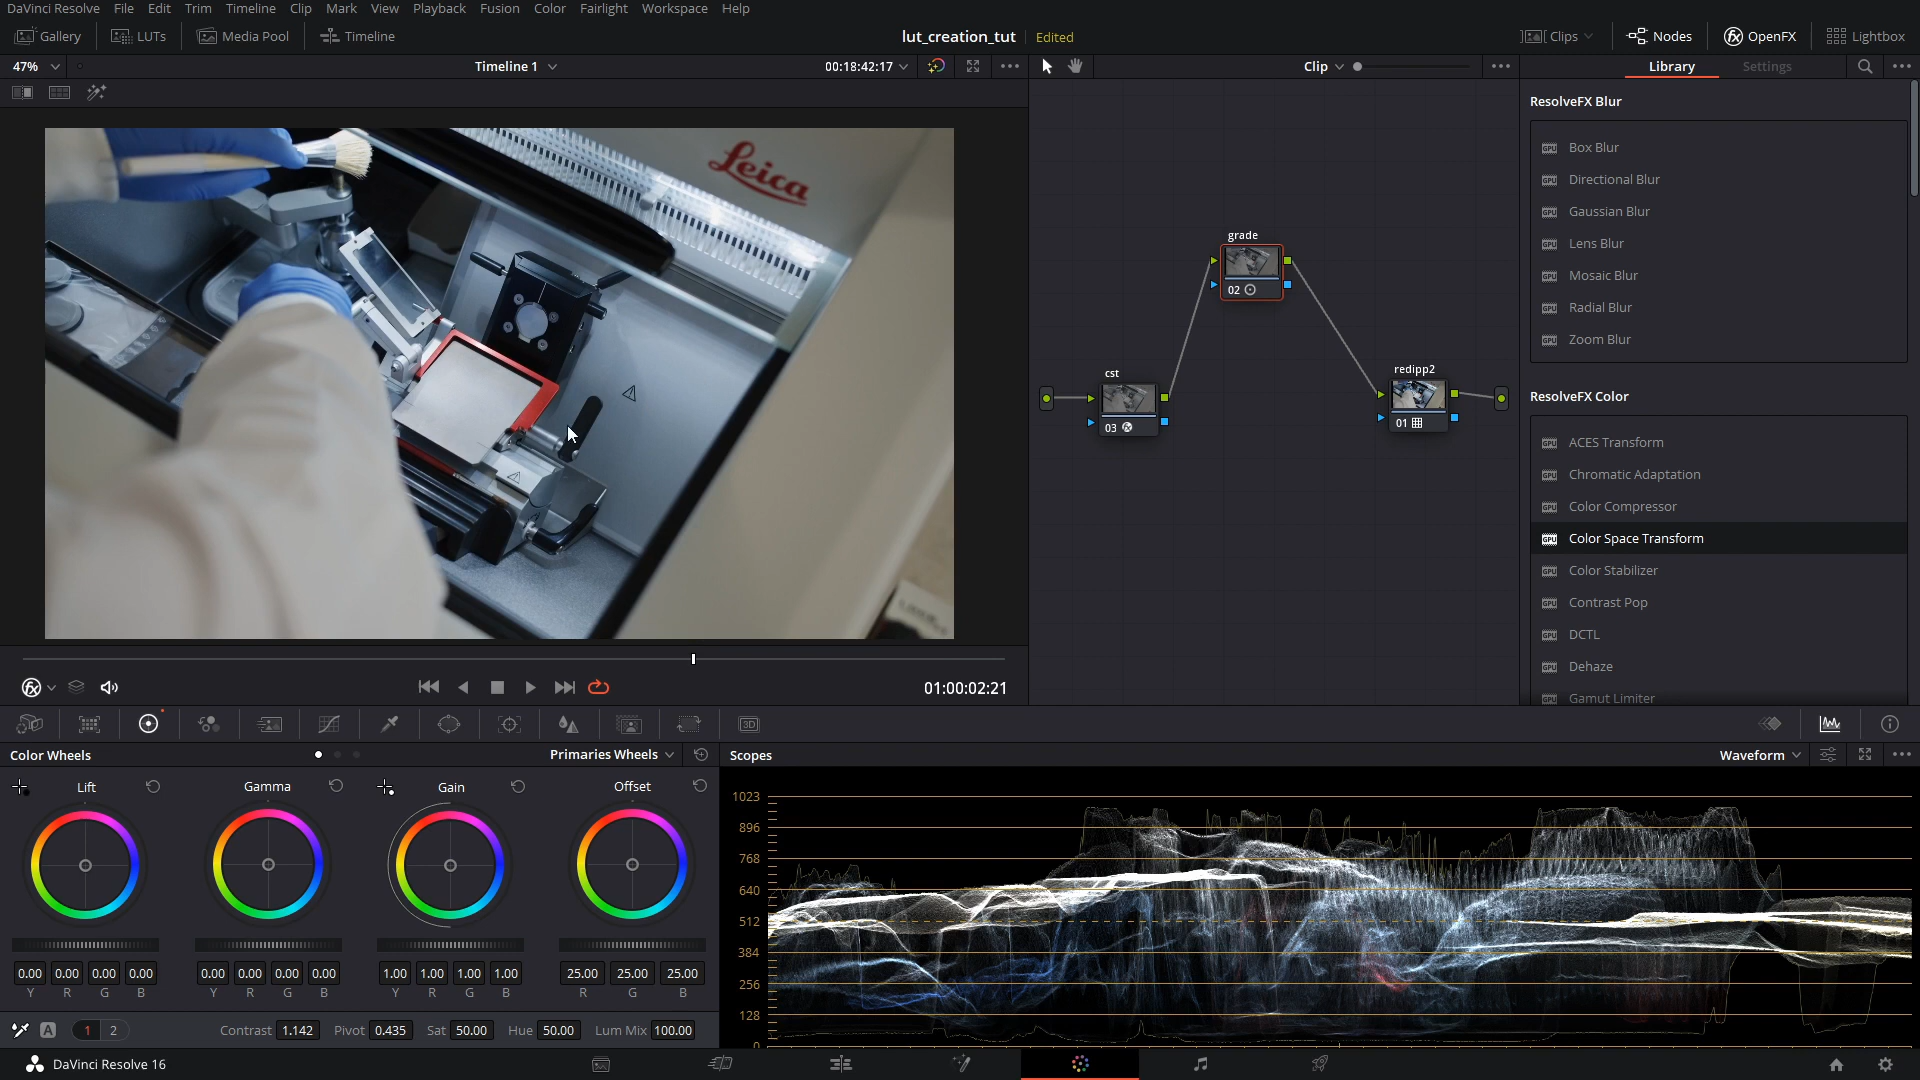 DaVinci Resolve File Edit Trim Timeline Clip Mark View Playback Fusion Color Fairlight Workspace Help
Gallery LUTs Media Pool Timeline lut_creation_tut Edited Clips Nodes OpenFX Lightbox
47% Timeline 1 00:18:42:17 Clip Library Settings
ResolveFX Blur
Box Blur
Directional Blur
Gaussian Blur
Lens Blur
Mosaic Blur
Radial Blur
Zoom Blur
ResolveFX Color
ACES Transform
Chromatic Adaptation
Color Compressor
Color Space Transform
Color Stabilizer
Contrast Pop
DCTL
Dehaze
Gamut Limiter
Leica
grade
02
cst
03
redipp2
01
01:00:02:21
3D
Color Wheels Primaries Wheels Scopes Waveform
Lift Gamma Gain Offset
0.00 0.00 0.00 0.00 0.00 0.00 0.00 0.00 1.00 1.00 1.00 1.00 25.00 25.00 25.00
Y R G B Y R G B Y R G B R G B
A 1 2 Contrast 1.142 Pivot 0.435 Sat 50.00 Hue 50.00 Lum Mix 100.00
1023
896
768
640
512
384
256
128
0
DaVinci Resolve 16